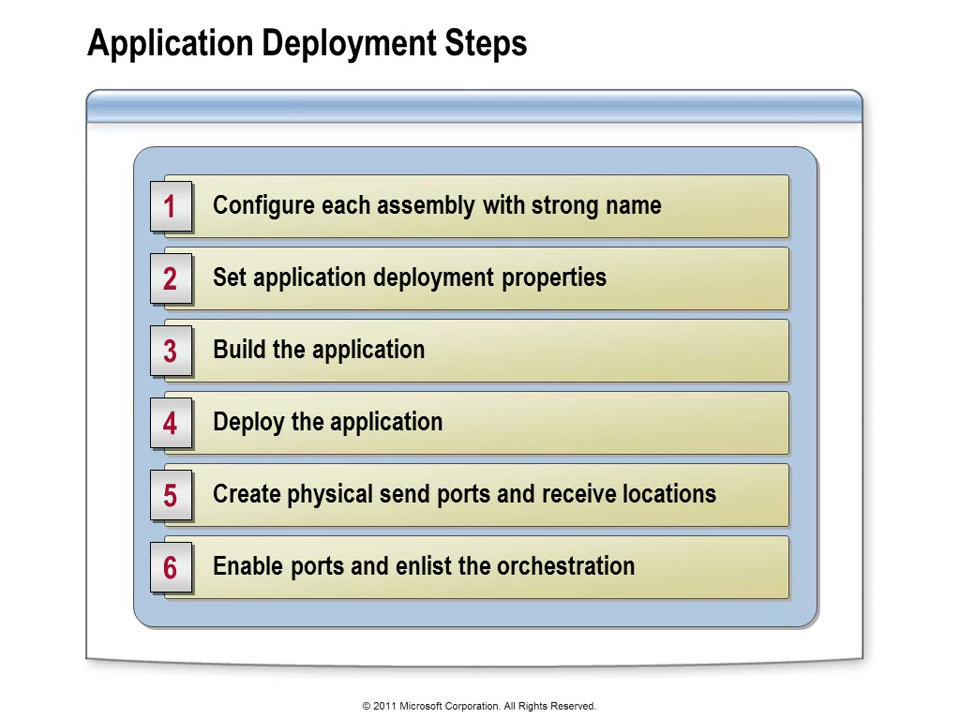 Application Deployment Steps
1 Configure each assembly with strong name
2 Set application deployment properties
3 Build the application
4 Deploy the application
5 Create physical send ports and receive locations
6 Enable ports and enlist the orchestration
© 2011 Microsoft Corporation. All Rights Reserved.